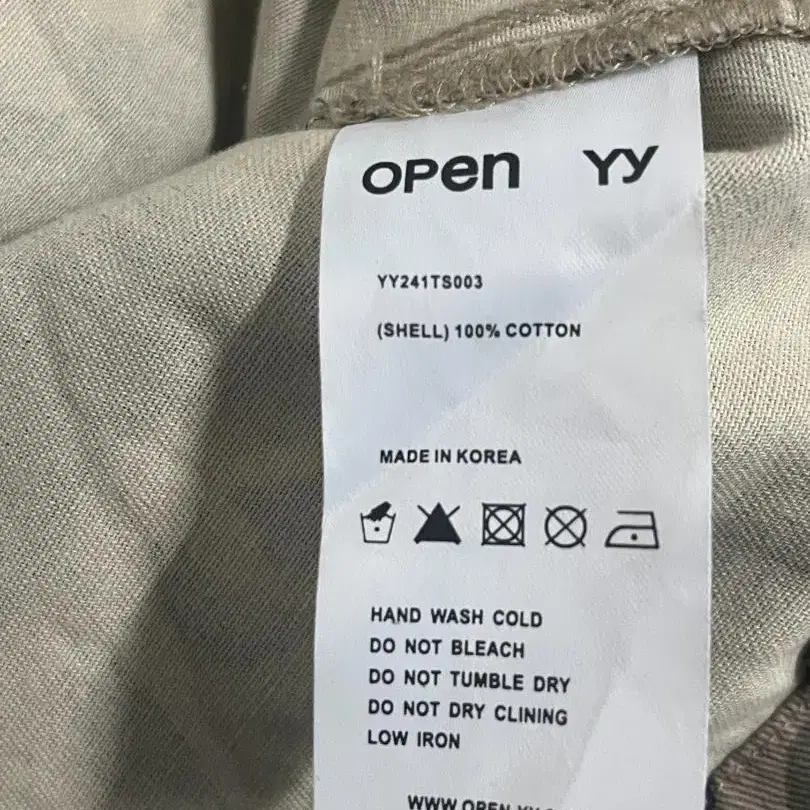 OPen YY
YY241TS003
(SHELL) 100% COTTON
MADE IN KOREA
HAND WASH COLD
DO NOT BLEACH
DO NOT TUMBLE DRY
DO NOT DRY CLINING
LOW IRON